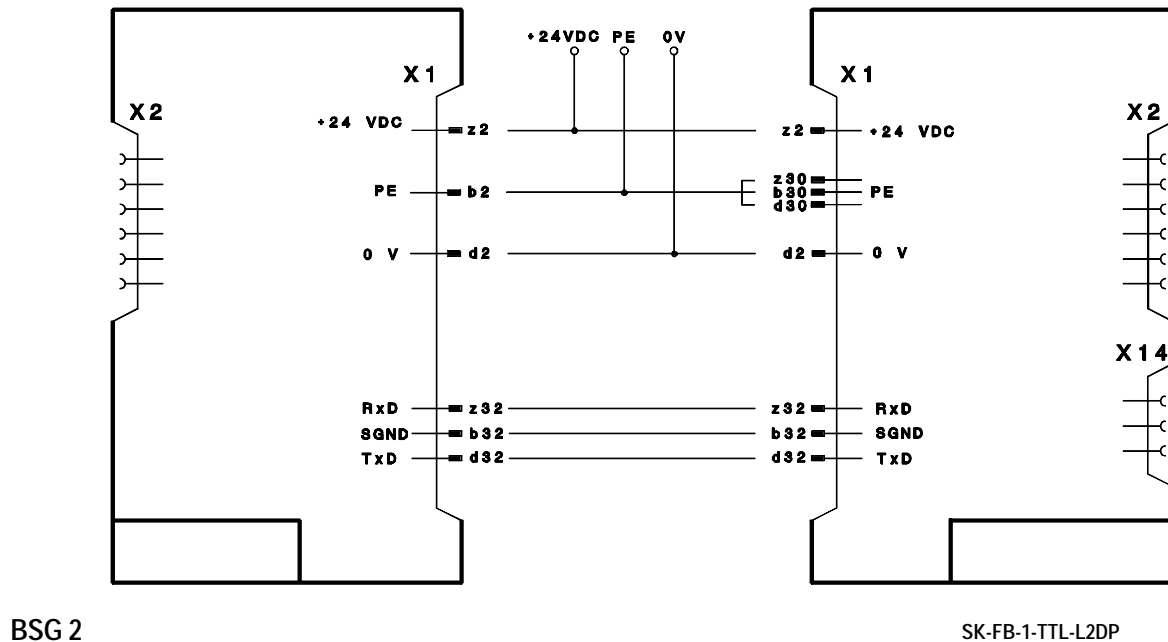 +24VDC PE 0V
X1 X1
X2 X2
+24 VDC z2 z2 +24 VDC
z30
PE b2 b30 PE
d30
0 V d2 d2 0 V
X14
RxD z32 z32 RxD
SGND b32 b32 SGND
TxD d32 d32 TxD
BSG 2 SK-FB-1-TTL-L2DP